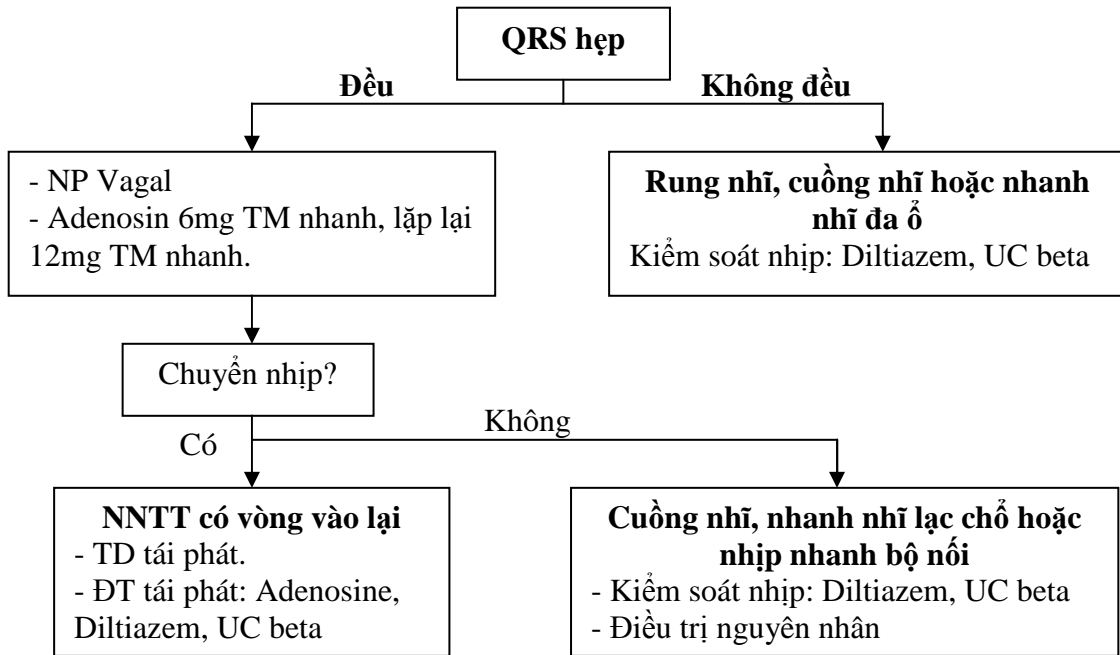 QRS hẹp
Đều
Không đều
- NP Vagal
- Adenosin 6mg TM nhanh, lặp lại
12mg TM nhanh.
Rung nhĩ, cuồng nhĩ hoặc nhanh
nhĩ đa ổ
Kiểm soát nhịp: Diltiazem, UC beta
Chuyển nhịp?
Có
Không
NNTT có vòng vào lại
- TD tái phát.
- ĐT tái phát: Adenosine,
Diltiazem, UC beta
Cuồng nhĩ, nhanh nhĩ lạc chổ hoặc
nhịp nhanh bộ nối
- Kiểm soát nhịp: Diltiazem, UC beta
- Điều trị nguyên nhân